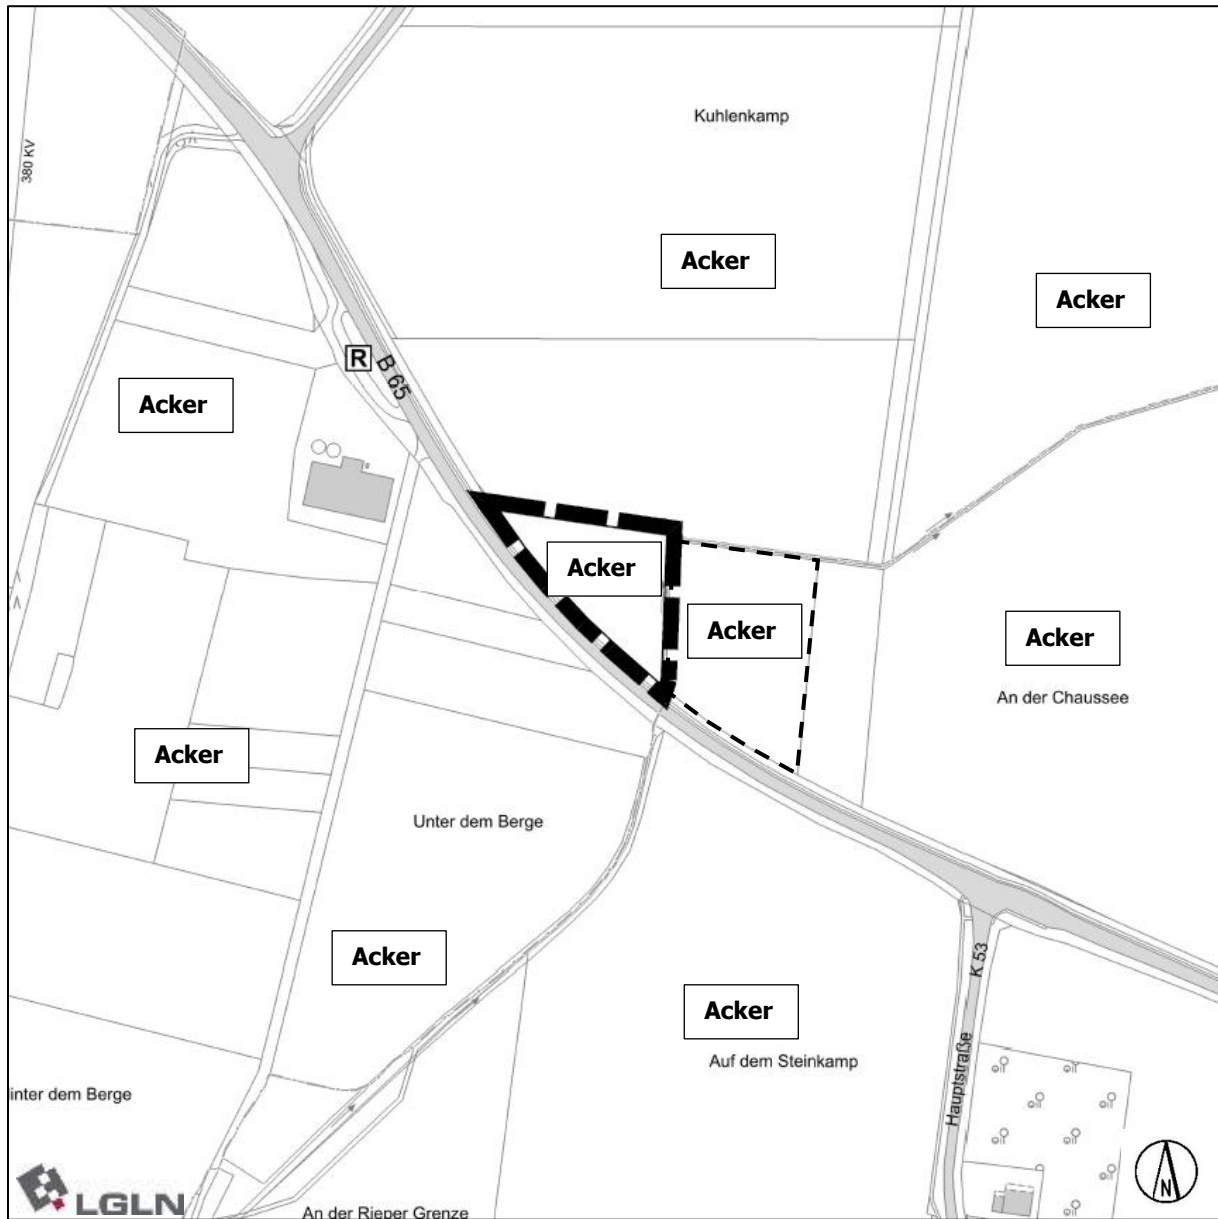 Kuhlenkamp
380 KV
Acker
Acker
R
B 65
Acker
Acker
Acker
Acker
An der Chaussee
Acker
Unter dem Berge
Acker
K 53
Acker
Auf dem Steinkamp
Hauptstraße
inter dem Berge
N
LGLN
An der Rieper Grenze